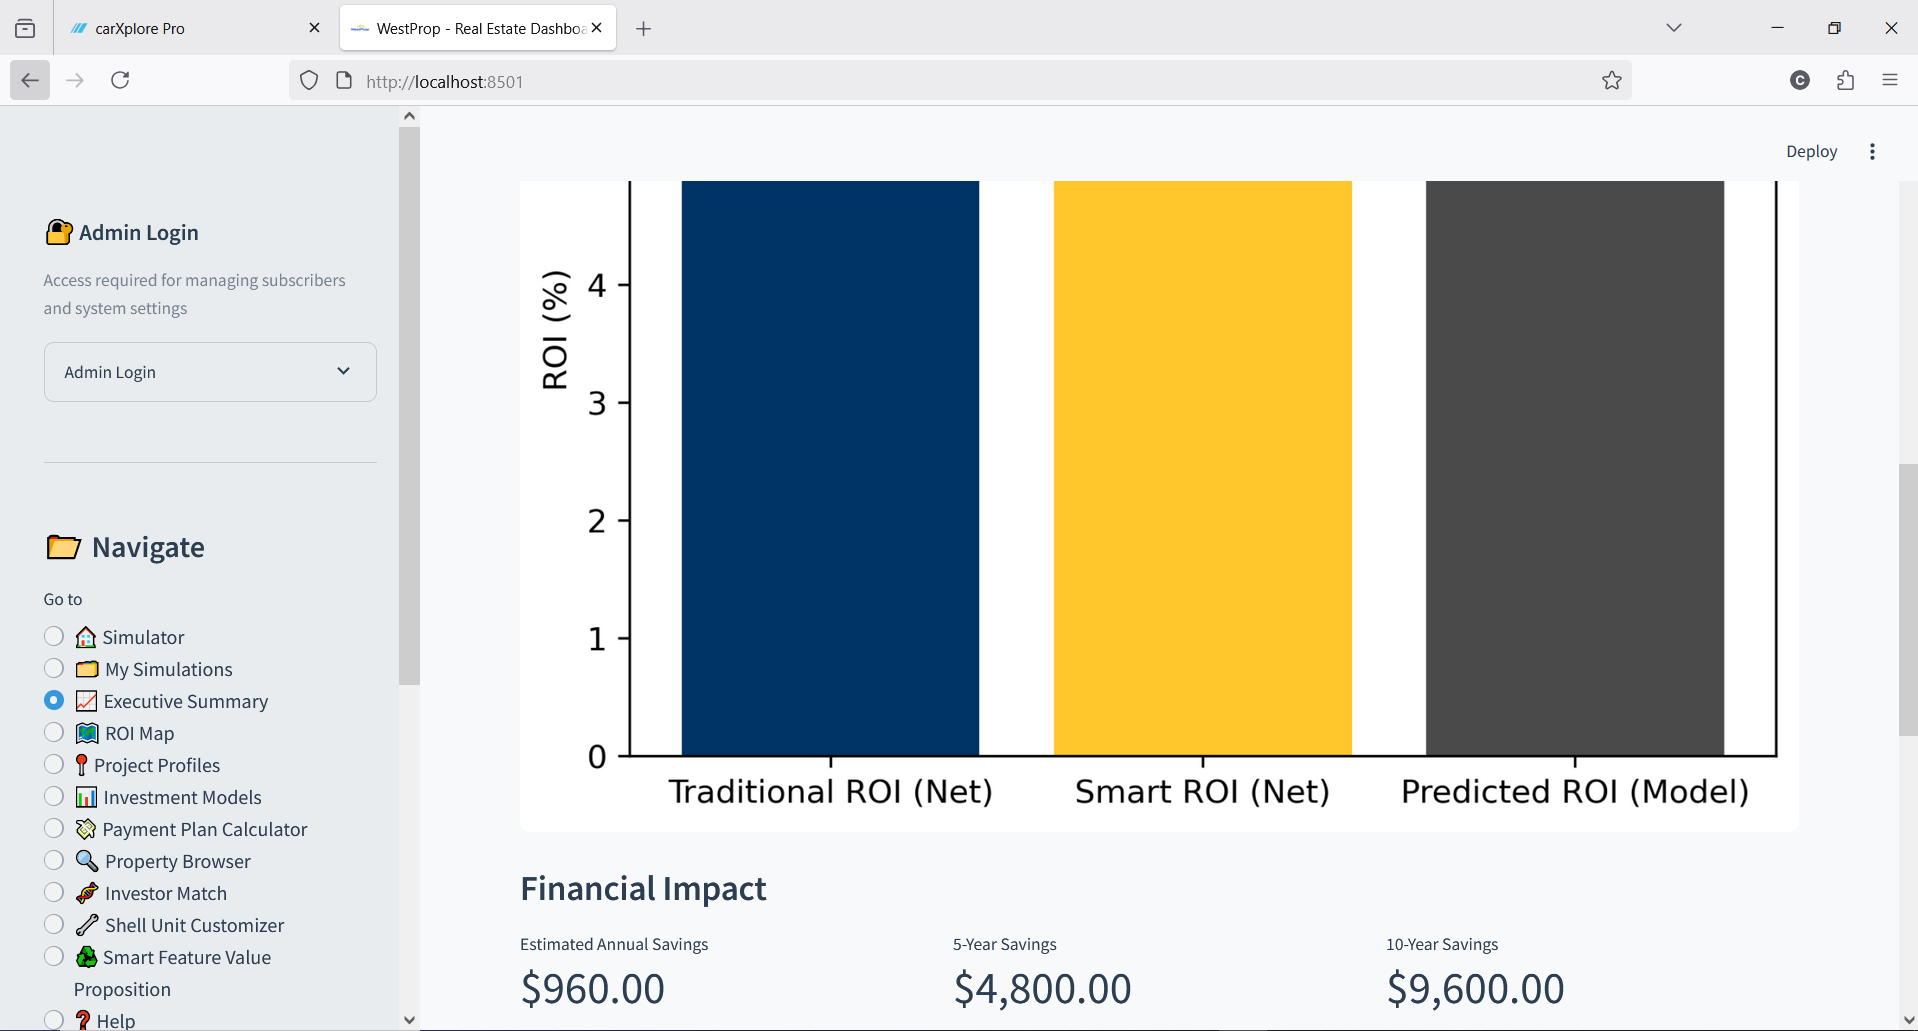 carXplore Pro
WestProp - Real Estate Dashboa
http://localhost:8501
C
Deploy
Admin Login
Access required for managing subscribers
and system settings
Admin Login
Navigate
Go to
Simulator
My Simulations
Executive Summary
ROI Map
Project Profiles
Investment Models
Payment Plan Calculator
Property Browser
Investor Match
Shell Unit Customizer
Smart Feature Value
Proposition
Help
ROI (%)
4
3
2
1
0
Traditional ROI (Net) Smart ROI (Net) Predicted ROI (Model)
Financial Impact
Estimated Annual Savings 5-Year Savings 10-Year Savings
$960.00 $4,800.00 $9,600.00